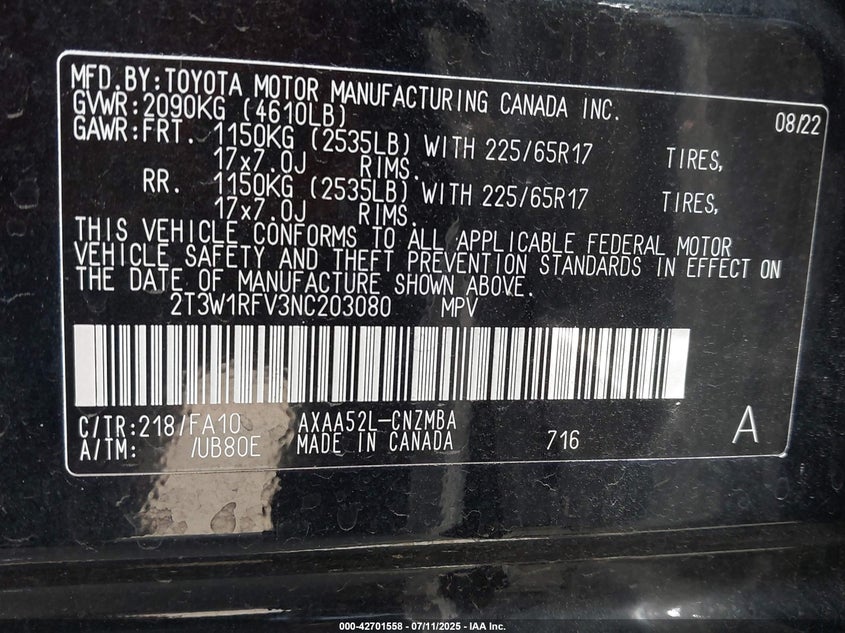 MFD.BY:TOYOTA MOTOR MANUFACTURING CANADA INC.
GVWR:2090KG (4610LB) 08/22
GAWR:FRT. 1150KG (2535LB) WITH 225/65R17 TIRES,
17x7.0J RIMS.
RR. 1150KG (2535LB) WITH 225/65R17 TIRES,
17x7.0J RIMS.
THIS VEHICLE CONFORMS TO ALL APPLICABLE FEDERAL MOTOR
VEHICLE SAFETY AND THEFT PREVENTION STANDARDS IN EFFECT ON
THE DATE OF MANUFACTURE SHOWN ABOVE.
2T3W1RFV3NC203080 MPV
C/TR:218/FA10 AXAA52L-CNZMBA
A/TM: /UB80E MADE IN CANADA 716 A
000-42701558 - 07/11/2025 - IAA Inc.